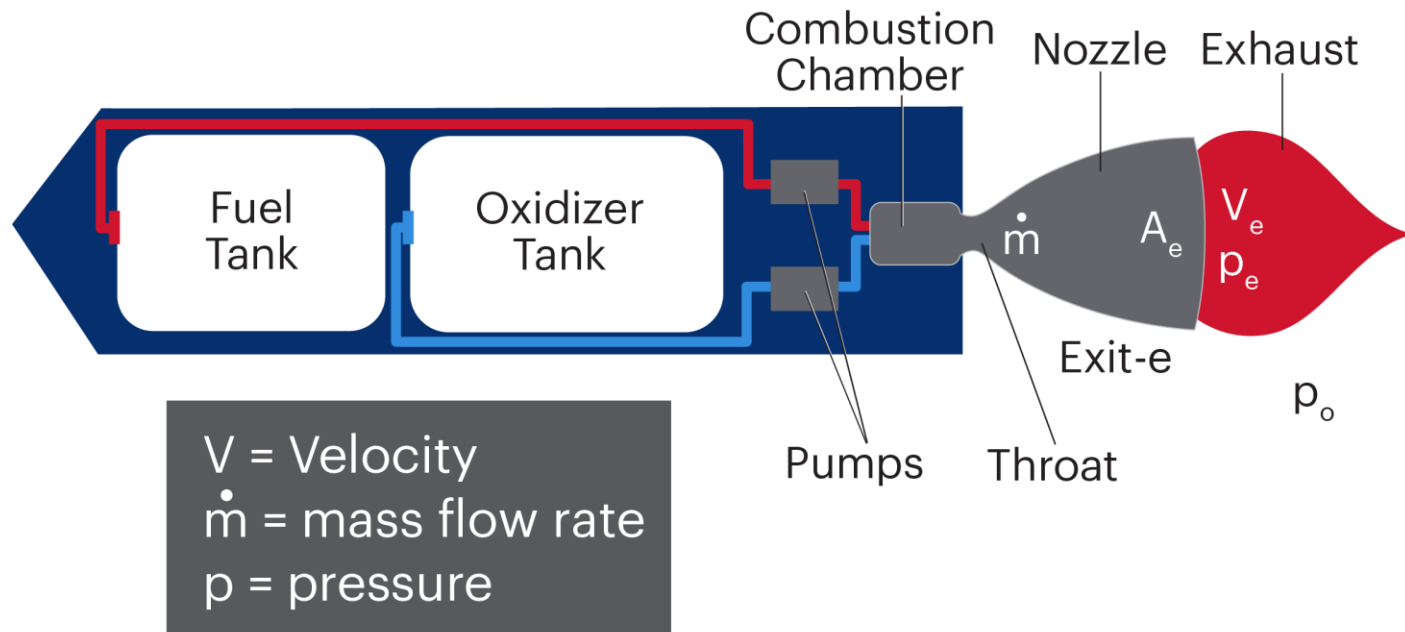 Combustion
Chamber
Nozzle
Exhaust
Fuel
Tank
Oxidizer
Tank
ṁ
Aₑ
Vₑ
pₑ
Exit-e
pₒ
Pumps
Throat
V = Velocity
ṁ = mass flow rate
p = pressure